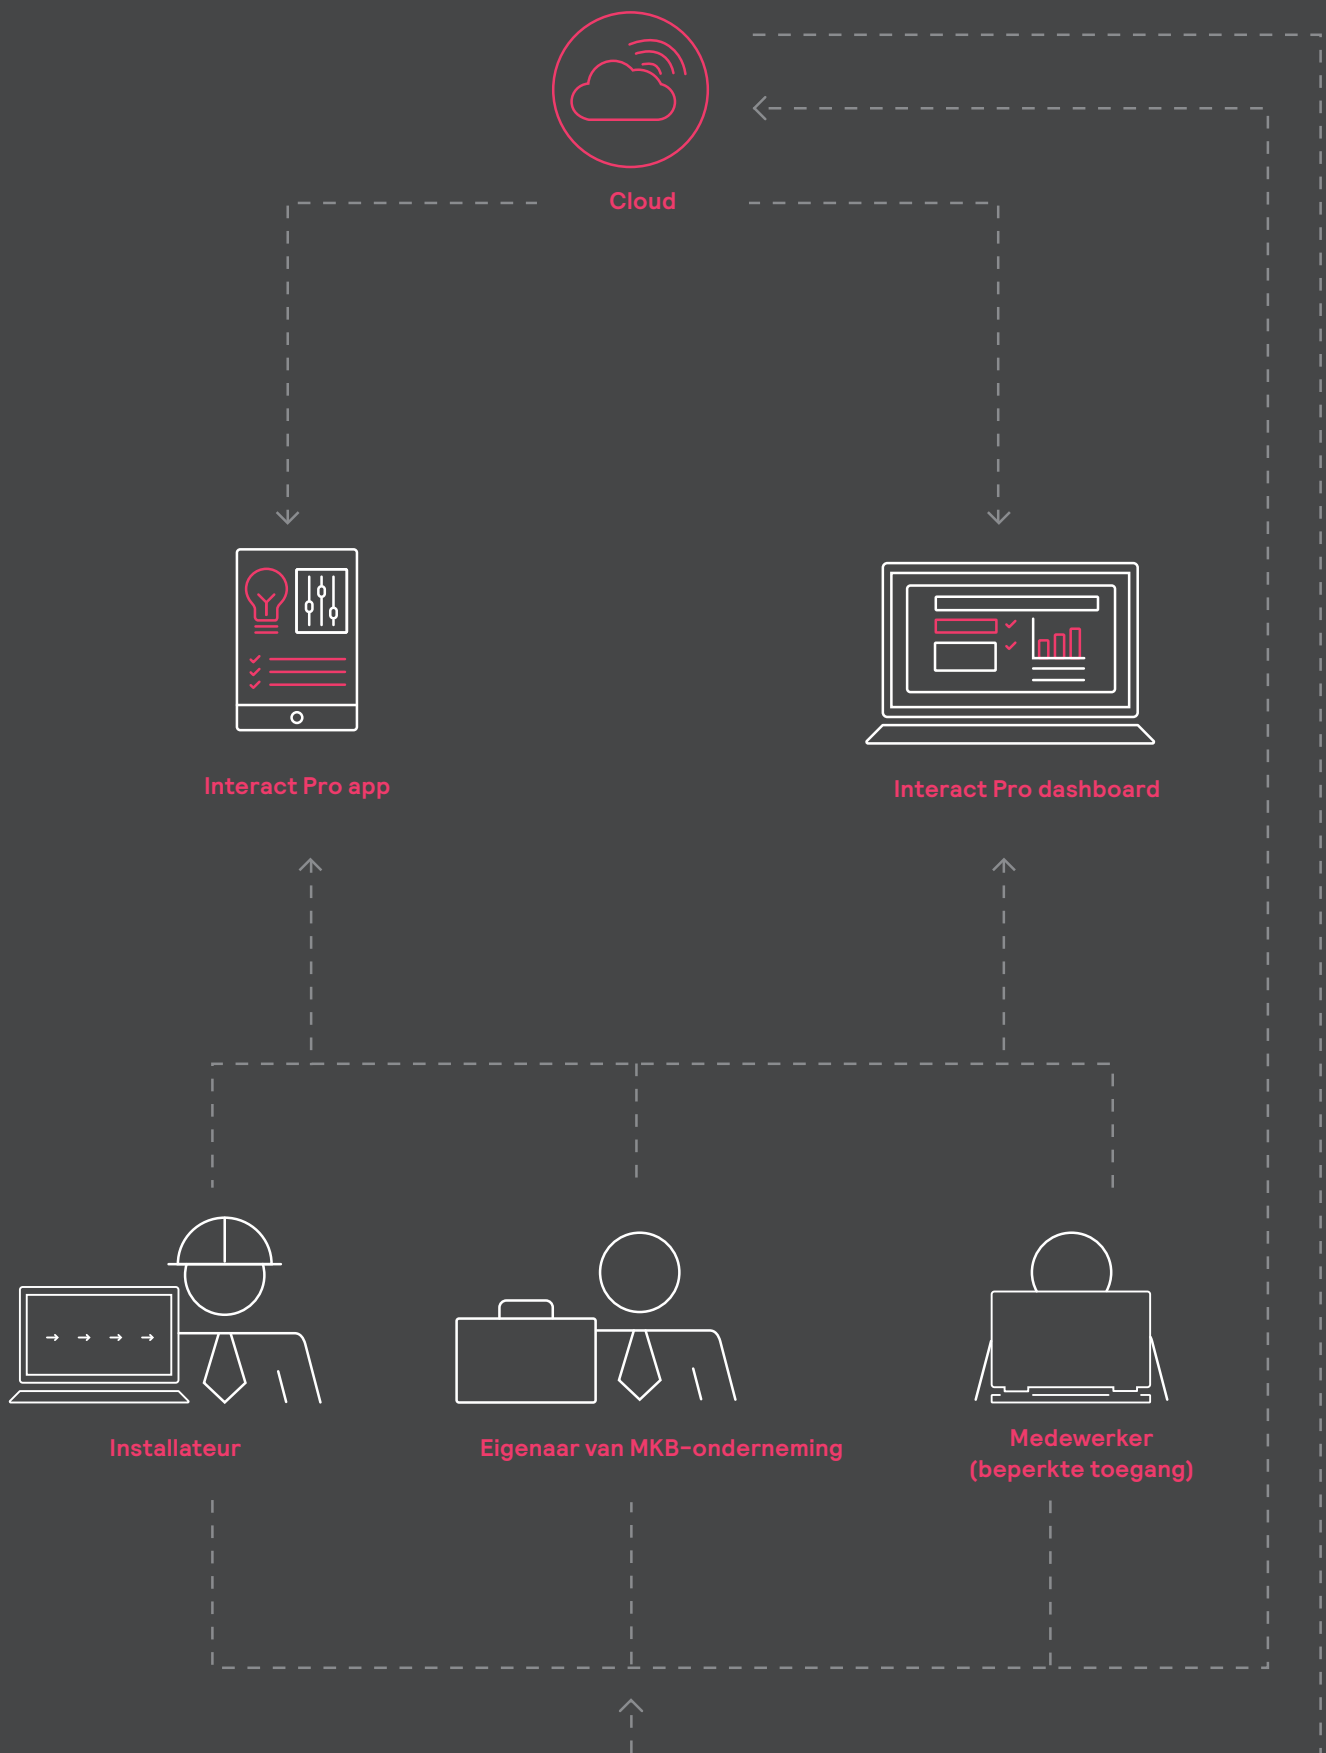 Cloud
Interact Pro app
Interact Pro dashboard
Installateur
Eigenaar van MKB-onderneming
Medewerker
(beperkte toegang)